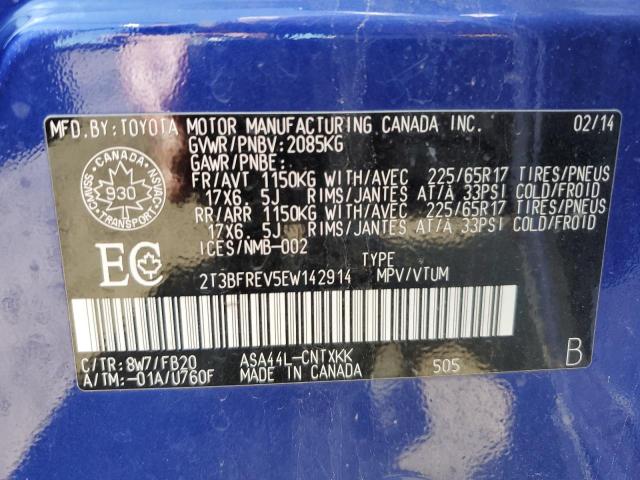 MFD.BY:TOYOTA MOTOR MANUFACTURING CANADA INC. 02/14
GVWR/PNBV:2085KG
GAWR/PNBE:
FR/AVT 1150KG WITH/AVEC 225/65R17 TIRES/PNEUS
17X6.5J RIMS/JANTES AT/À 33PSI COLD/FROID
RR/ARR 1150KG WITH/AVEC 225/65R17 TIRES/PNEUS
17X6.5J RIMS/JANTES AT/À 33PSI COLD/FROID
ICES/NMB-002
CANADA
930
TRANSPORT
CMVSS NSVAC
EC
TYPE
2T3BFREV5EW142914 MPV/VTUM
C/TR:8W7/FB20 ASA44L-CNTXKK B
A/TM:-01A/U760F MADE IN CANADA 505